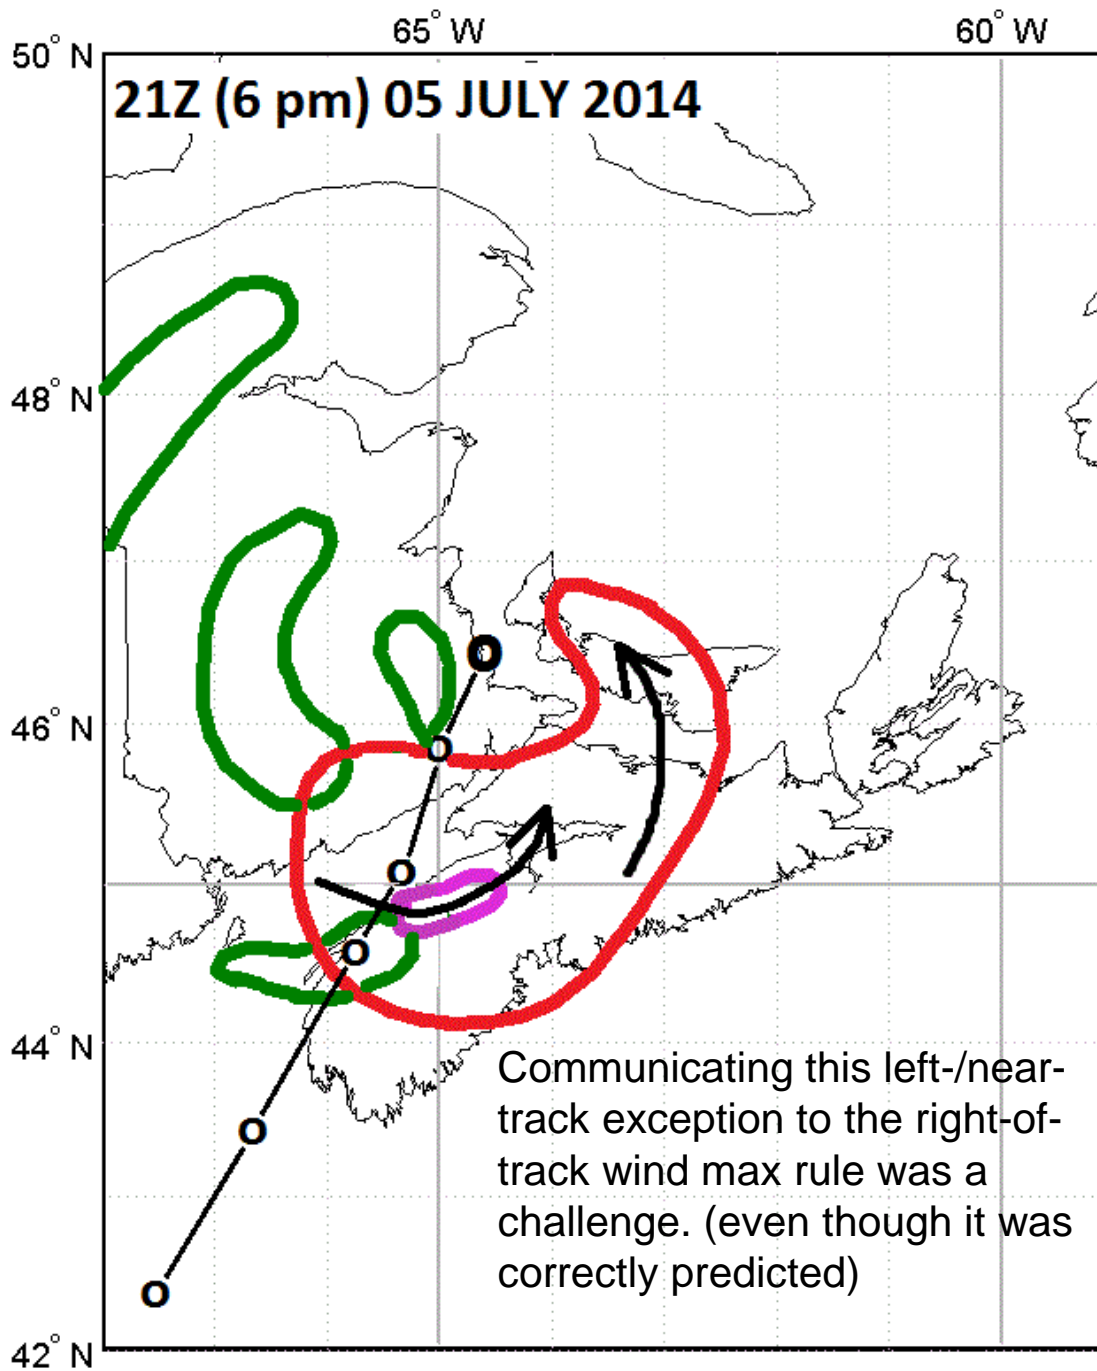 65° W
60° W
50° N
21Z (6 pm) 05 JULY 2014
48° N
46° N
44° N
Communicating this left-/near-
track exception to the right-of-
track wind max rule was a
challenge. (even though it was
correctly predicted)
42° N